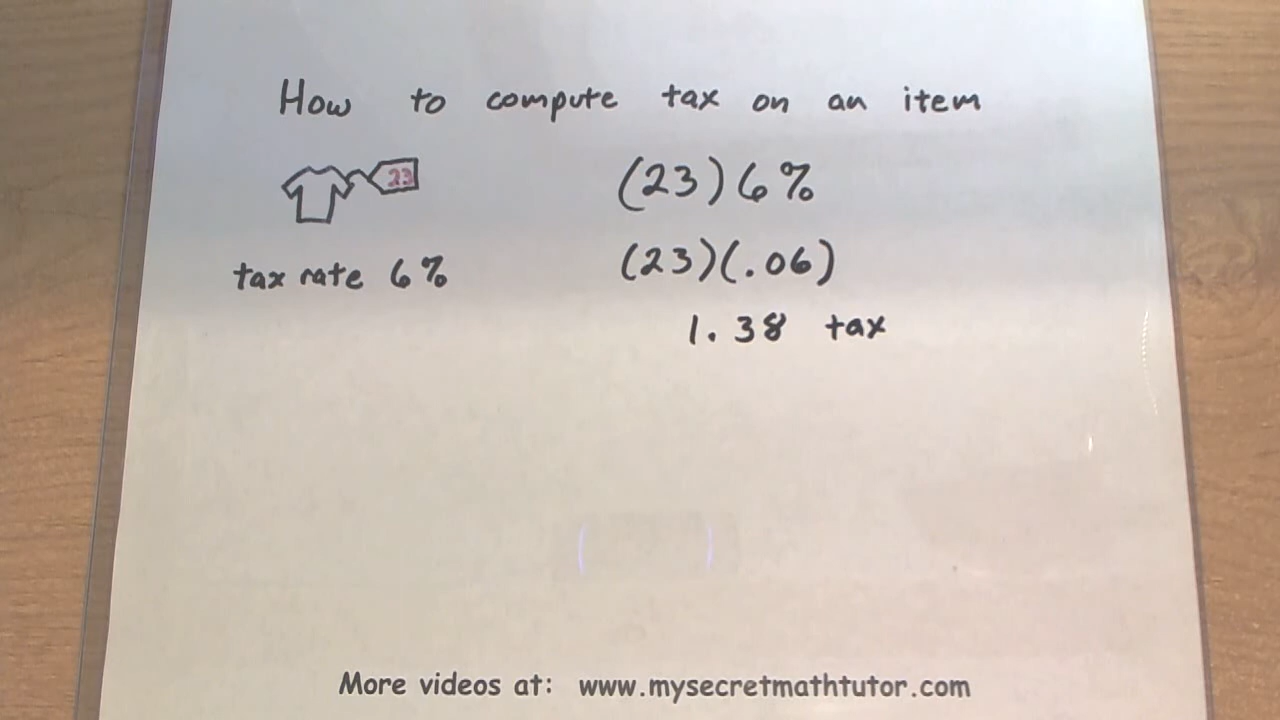 How to compute tax on an item
23
tax rate 6%
(23)6%
(23)(.06)
1.38 tax
More videos at: www.mysecretmathtutor.com